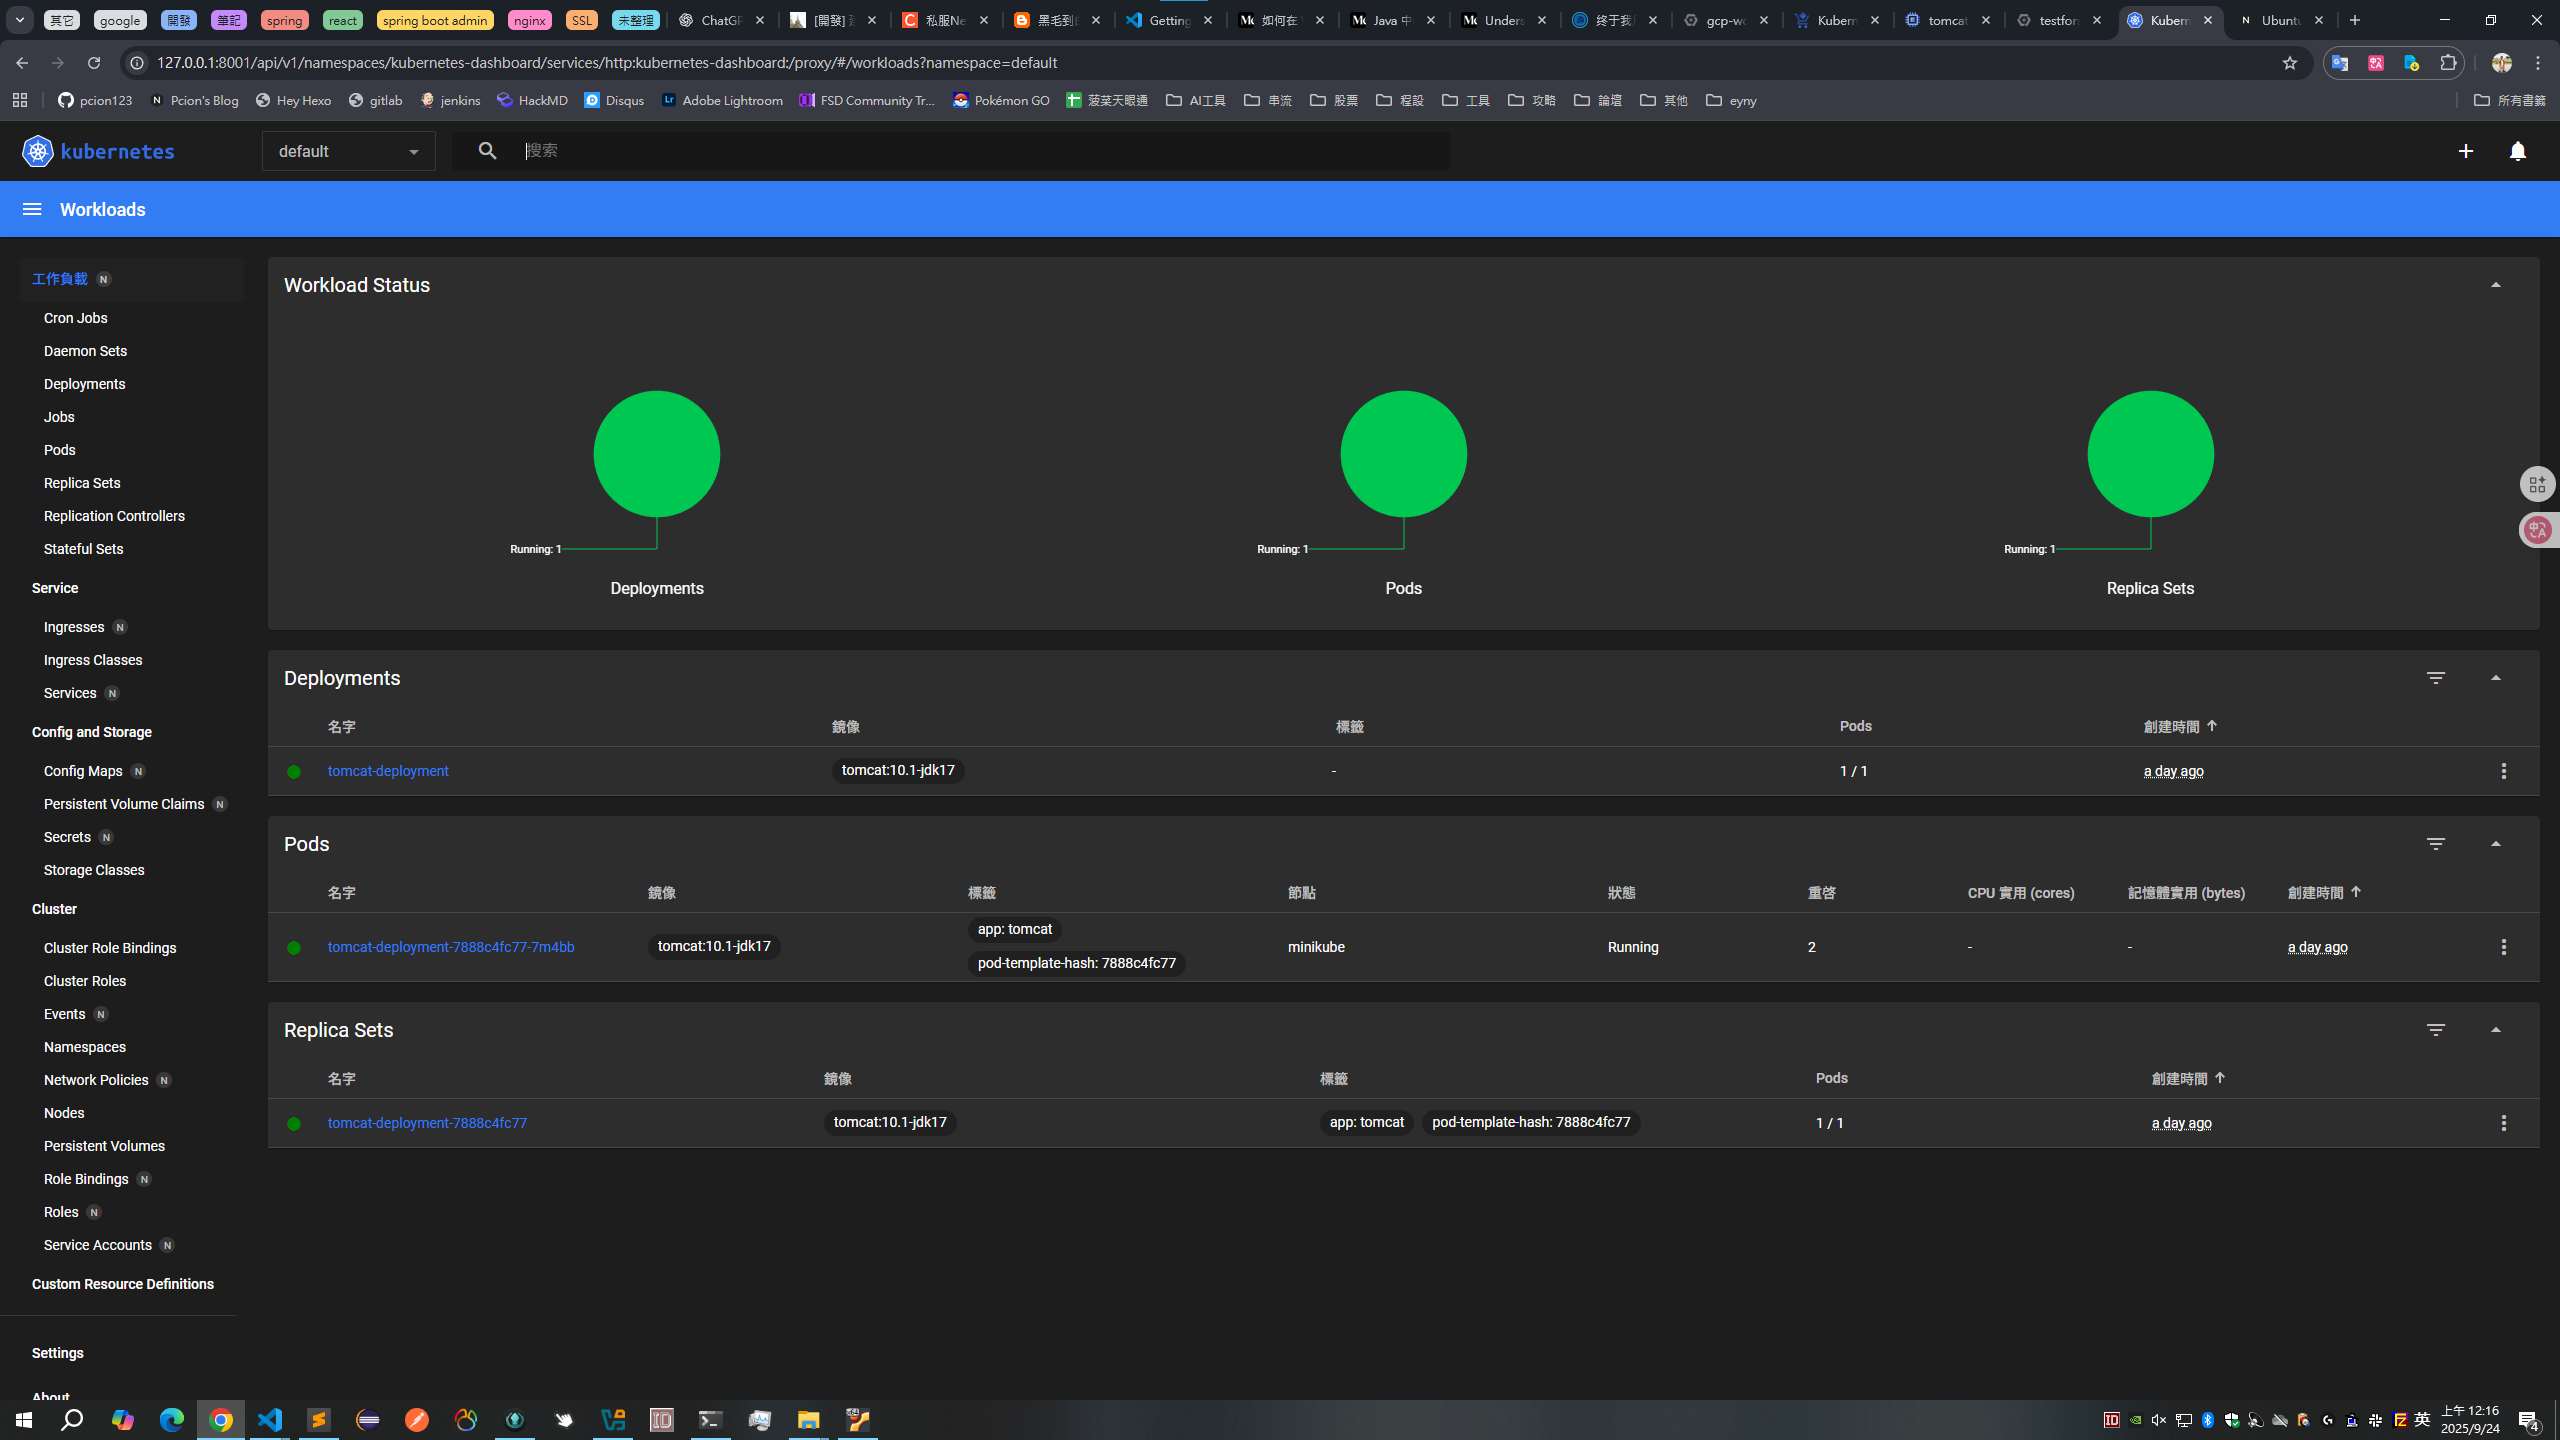 其它 google 開發 筆記 spring react spring boot admin nginx SSL 未整理 ChatGP [開發] 私服Ne 黑毛到 Getting 如何在 Java 中 Unders 终于我 gcp-wo Kubern tomcat testfor Kubern Ubuntu
127.0.0.1:8001/api/v1/namespaces/kubernetes-dashboard/services/http:kubernetes-dashboard:/proxy/#/workloads?namespace=default
pcion123 Pcion's Blog Hey Hexo gitlab jenkins HackMD Disqus Adobe Lightroom FSD Community Tr... Pokémon GO 菠菜天眼通 AI工具 串流 股票 程設 工具 攻略 論壇 其他 eyny 所有書籤
kubernetes default 搜索
Workloads
工作負載 N
Cron Jobs
Daemon Sets
Deployments
Jobs
Pods
Replica Sets
Replication Controllers
Stateful Sets
Service
Ingresses N
Ingress Classes
Services N
Config and Storage
Config Maps N
Persistent Volume Claims N
Secrets N
Storage Classes
Cluster
Cluster Role Bindings
Cluster Roles
Events N
Namespaces
Network Policies N
Nodes
Persistent Volumes
Role Bindings N
Roles N
Service Accounts N
Custom Resource Definitions
Settings
About
Workload Status
Running: 1 Running: 1 Running: 1
Deployments Pods Replica Sets
Deployments
名字 鏡像 標籤 Pods 創建時間
tomcat-deployment tomcat:10.1-jdk17 - 1 / 1 a day ago
Pods
名字 鏡像 標籤 節點 狀態 重啓 CPU 實用 (cores) 記憶體實用 (bytes) 創建時間
tomcat-deployment-7888c4fc77-7m4bb tomcat:10.1-jdk17 app: tomcat minikube Running 2 - - a day ago
pod-template-hash: 7888c4fc77
Replica Sets
名字 鏡像 標籤 Pods 創建時間
tomcat-deployment-7888c4fc77 tomcat:10.1-jdk17 app: tomcat pod-template-hash: 7888c4fc77 1 / 1 a day ago
英 上午 12:16
2025/9/24
4